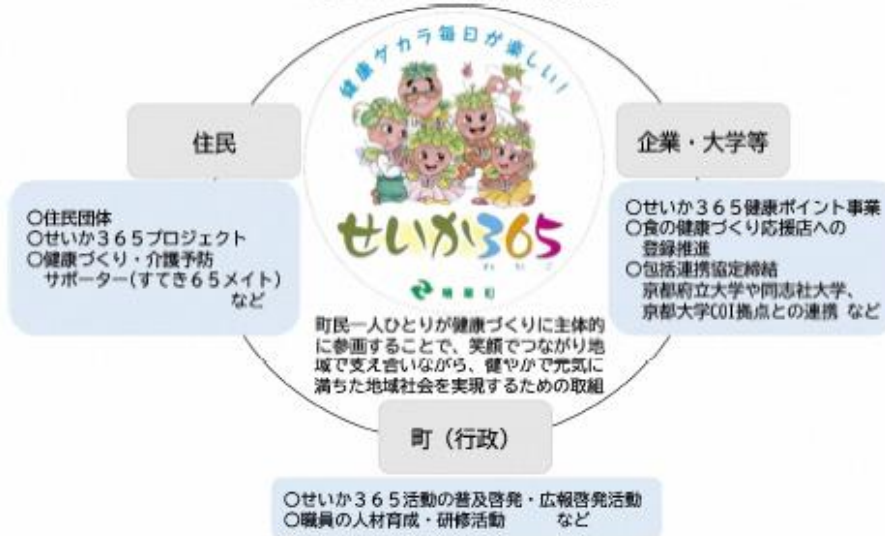 健康ダカラ毎日が楽しい！
住民
企業・大学等
○住民団体
○せいか３６５プロジェクト
○健康づくり・介護予防
サポーター(すてき６５メイト)
など
せいか365
○せいか３６５健康ポイント事業
○食の健康づくり応援店への
登録推進
○包括連携協定締結
京都府立大学や同志社大学、
京都大学COI拠点との連携 など
町民一人ひとりが健康づくりに主体的
に参画することで、笑顔でつながり地
域で支え合いながら、健やかで元気に
満ちた地域社会を実現するための取組
町（行政）
○せいか３６５活動の普及啓発・広報啓発活動
○職員の人材育成・研修活動 など